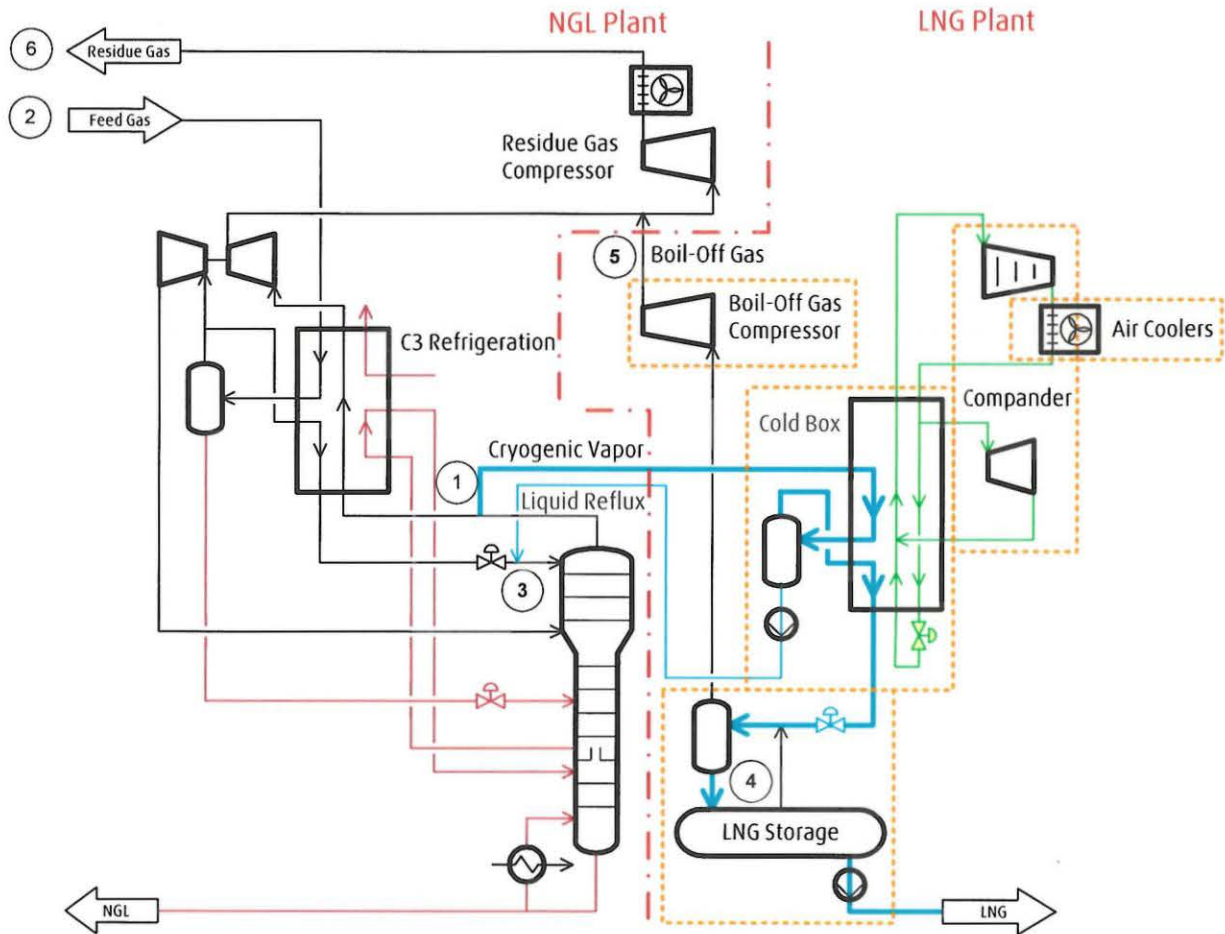 NGL Plant
LNG Plant
6
Residue Gas
2
Feed Gas
Residue Gas
Compressor
5
Boil-Off Gas
Boil-Off Gas
Compressor
Air Coolers
C3 Refrigeration
Compander
Cold Box
Cryogenic Vapor
1
Liquid Reflux
3
4
LNG Storage
NGL
LNG